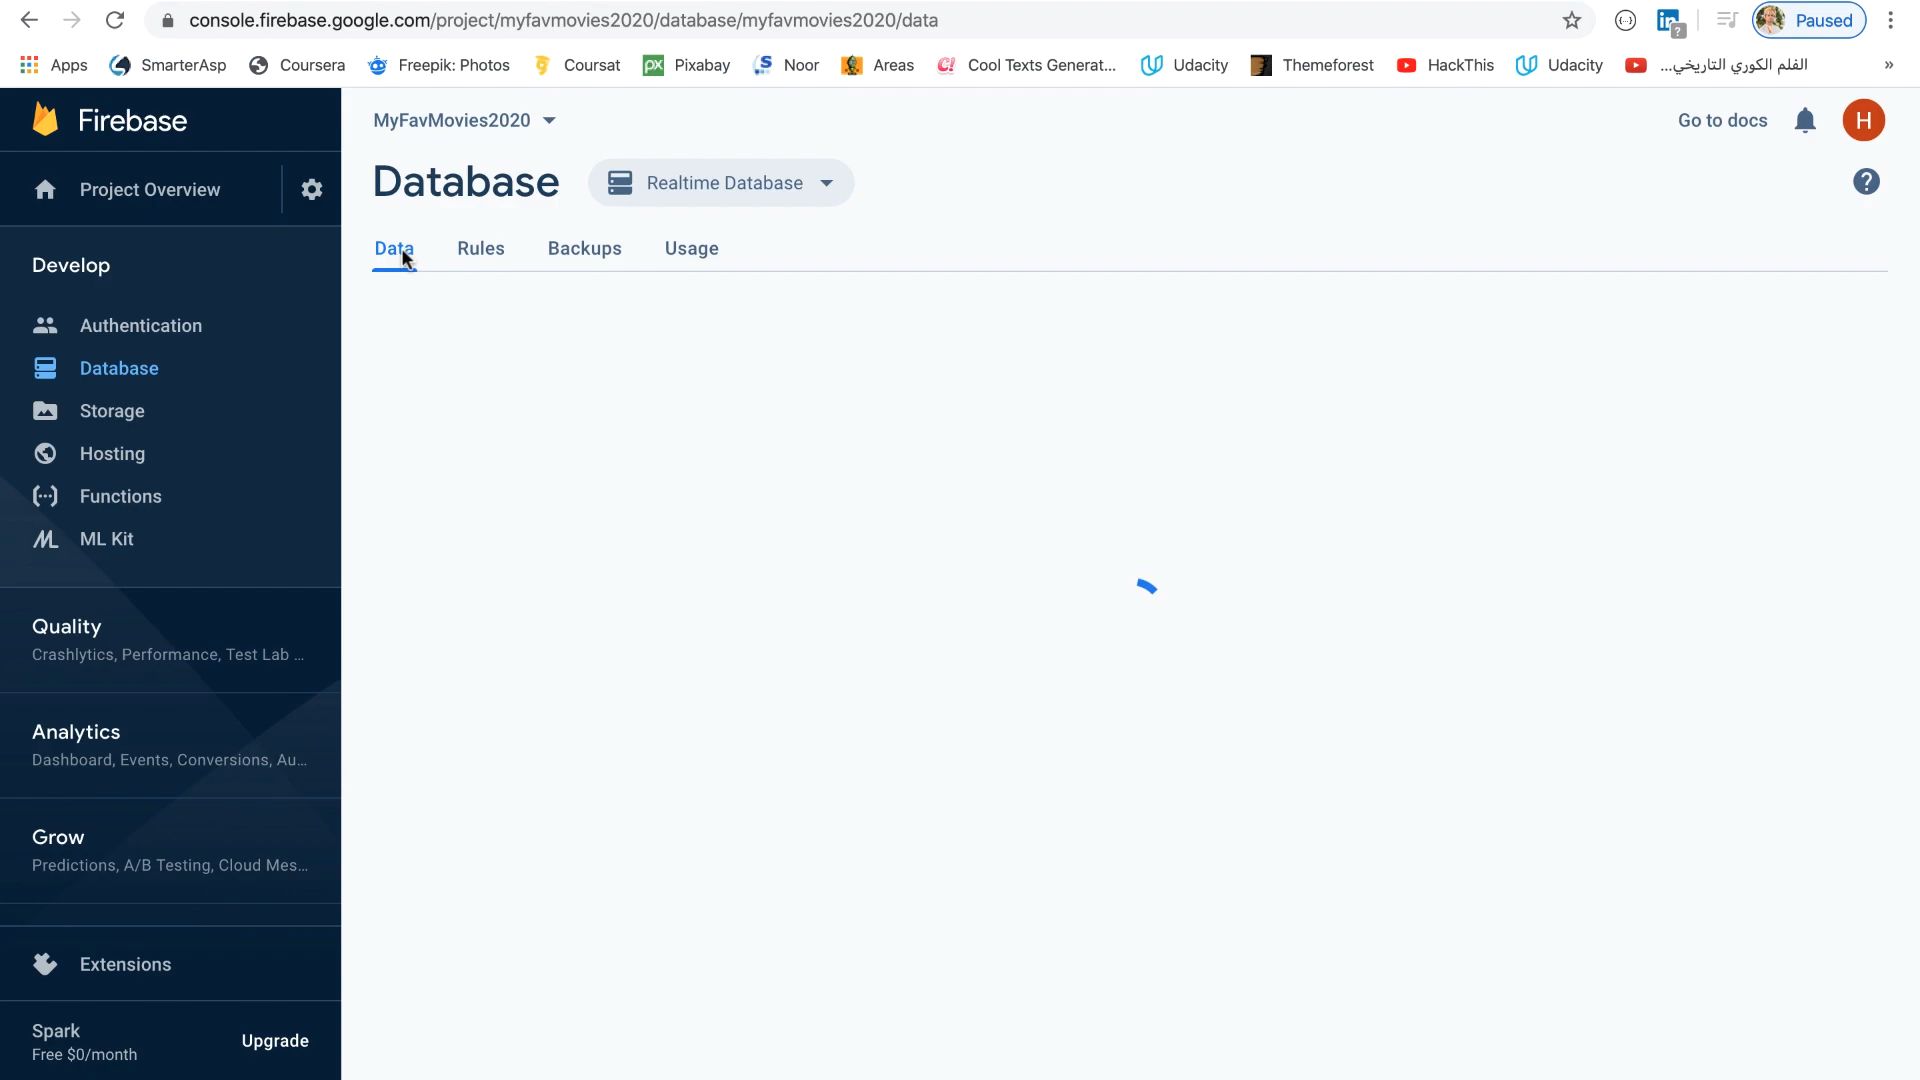 console.firebase.google.com/project/myfavmovies2020/database/myfavmovies2020/data
Paused
Apps SmarterAsp Coursera Freepik: Photos Coursat Pixabay Noor Areas Cool Texts Generat... Udacity Themeforest HackThis Udacity الفلم الكوري التاريخي... »
Firebase
MyFavMovies2020
Go to docs
H
Project Overview
Database
Realtime Database
Data Rules Backups Usage
Develop
Authentication
Database
Storage
Hosting
Functions
ML Kit
Quality
Crashlytics, Performance, Test Lab ...
Analytics
Dashboard, Events, Conversions, Au...
Grow
Predictions, A/B Testing, Cloud Mes...
Extensions
Spark
Free $0/month
Upgrade